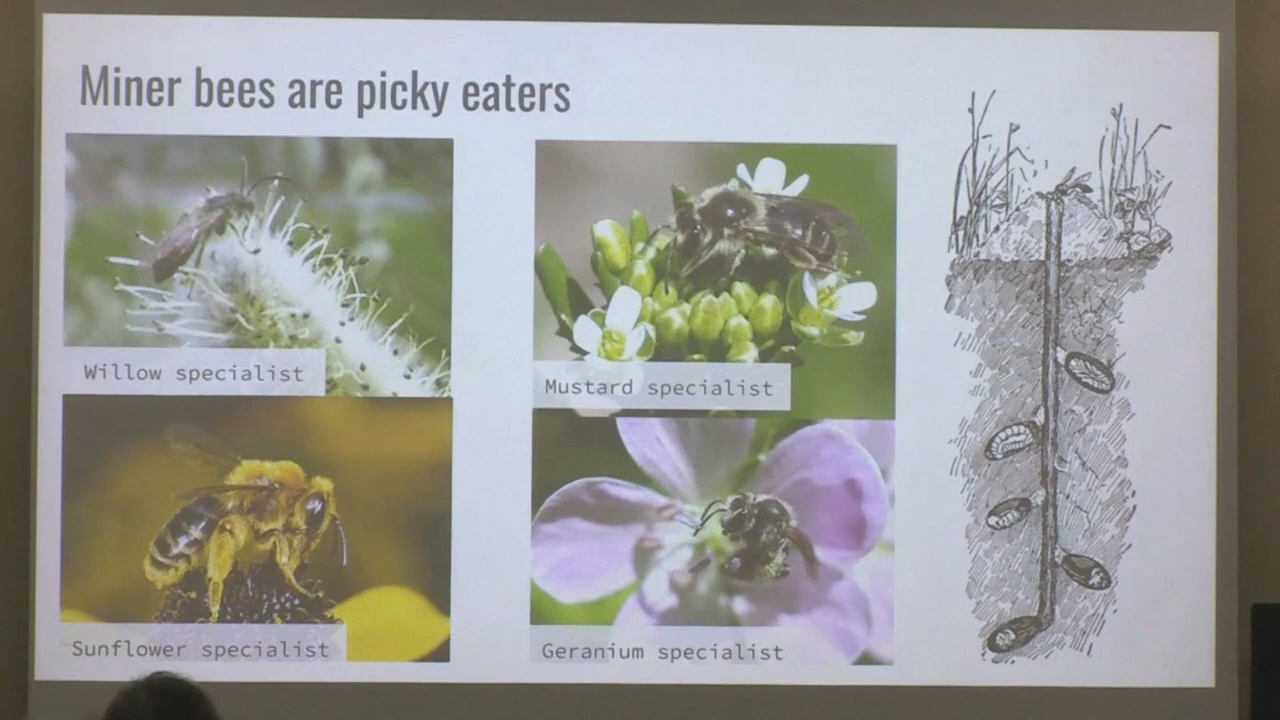 Miner bees are picky eaters
Willow specialist
Mustard specialist
Sunflower specialist
Geranium specialist